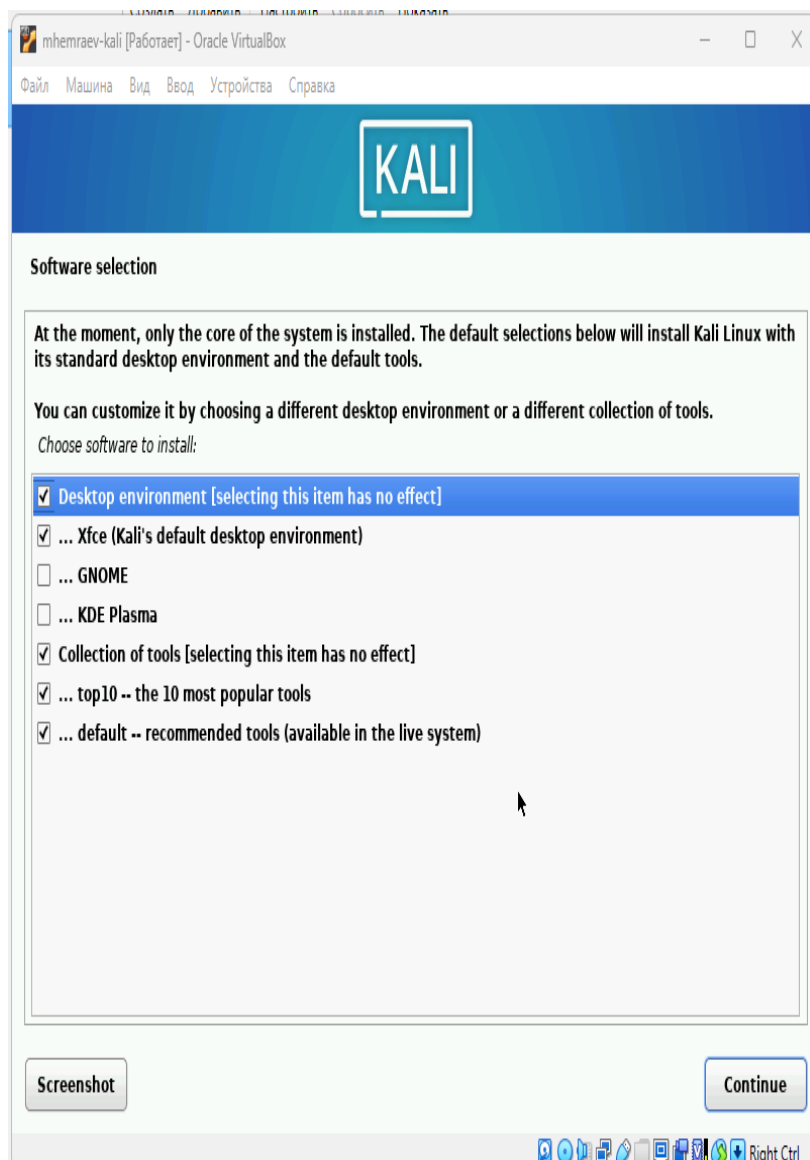 mhemraev-kali [Работает] - Oracle VirtualBox
Файл Машина Вид Ввод Устройства Справка
KALI
Software selection
At the moment, only the core of the system is installed. The default selections below will install Kali Linux with
its standard desktop environment and the default tools.
You can customize it by choosing a different desktop environment or a different collection of tools.
Choose software to install:
Desktop environment [selecting this item has no effect]
... Xfce (Kali's default desktop environment)
... GNOME
... KDE Plasma
Collection of tools [selecting this item has no effect]
... top10 -- the 10 most popular tools
... default -- recommended tools (available in the live system)
Screenshot Continue
Right Ctrl